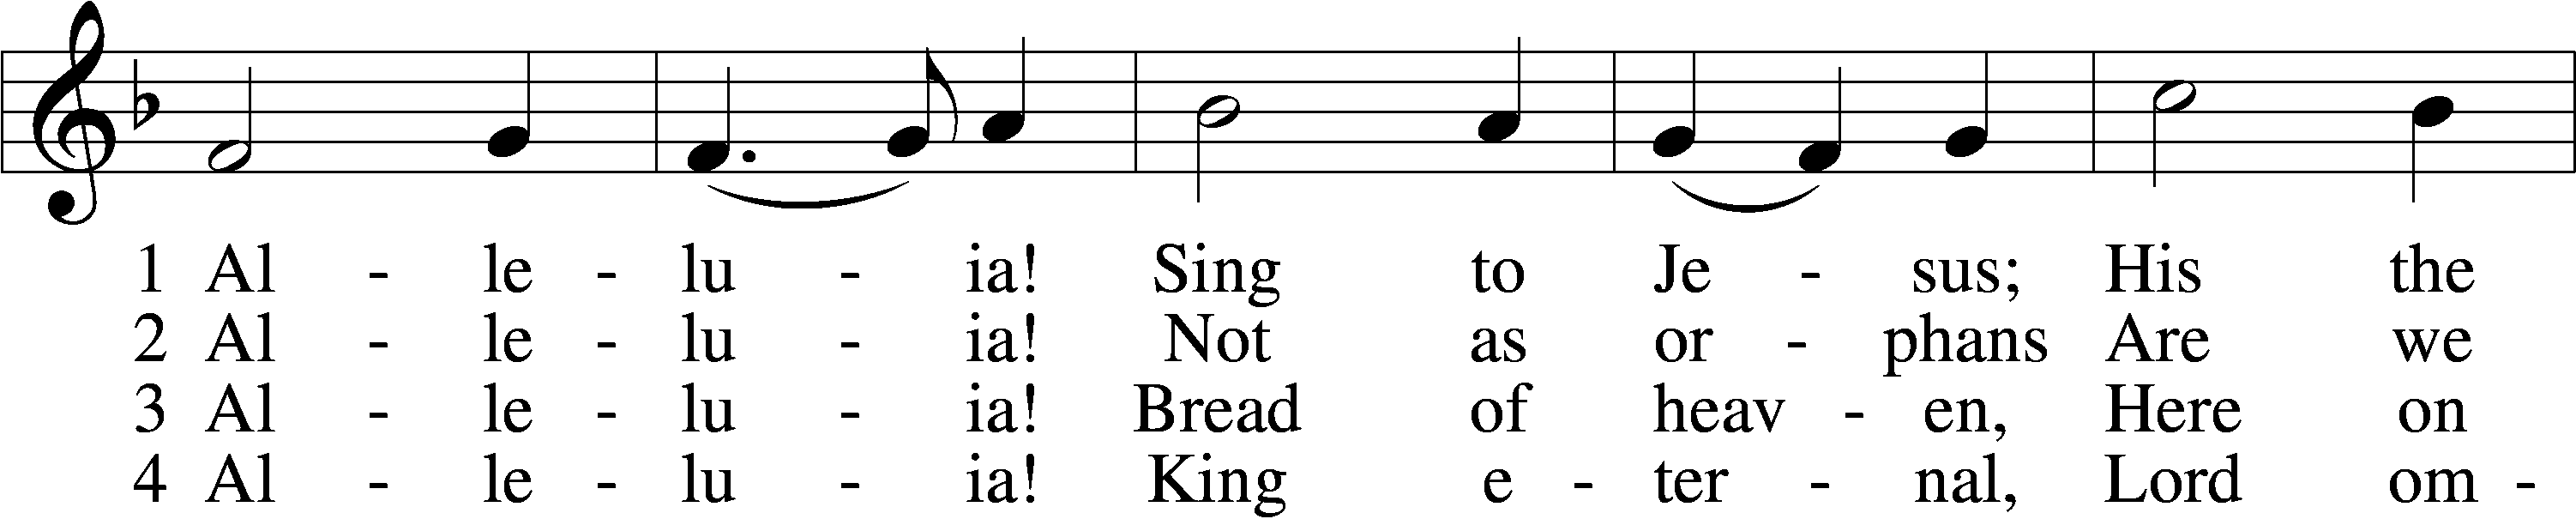 1 Al - le - lu - ia! Sing to Je - sus; His the
2 Al - le - lu - ia! Not as or - phans Are we
3 Al - le - lu - ia! Bread of heav - en, Here on
4 Al - le - lu - ia! King e - ter - nal, Lord om -